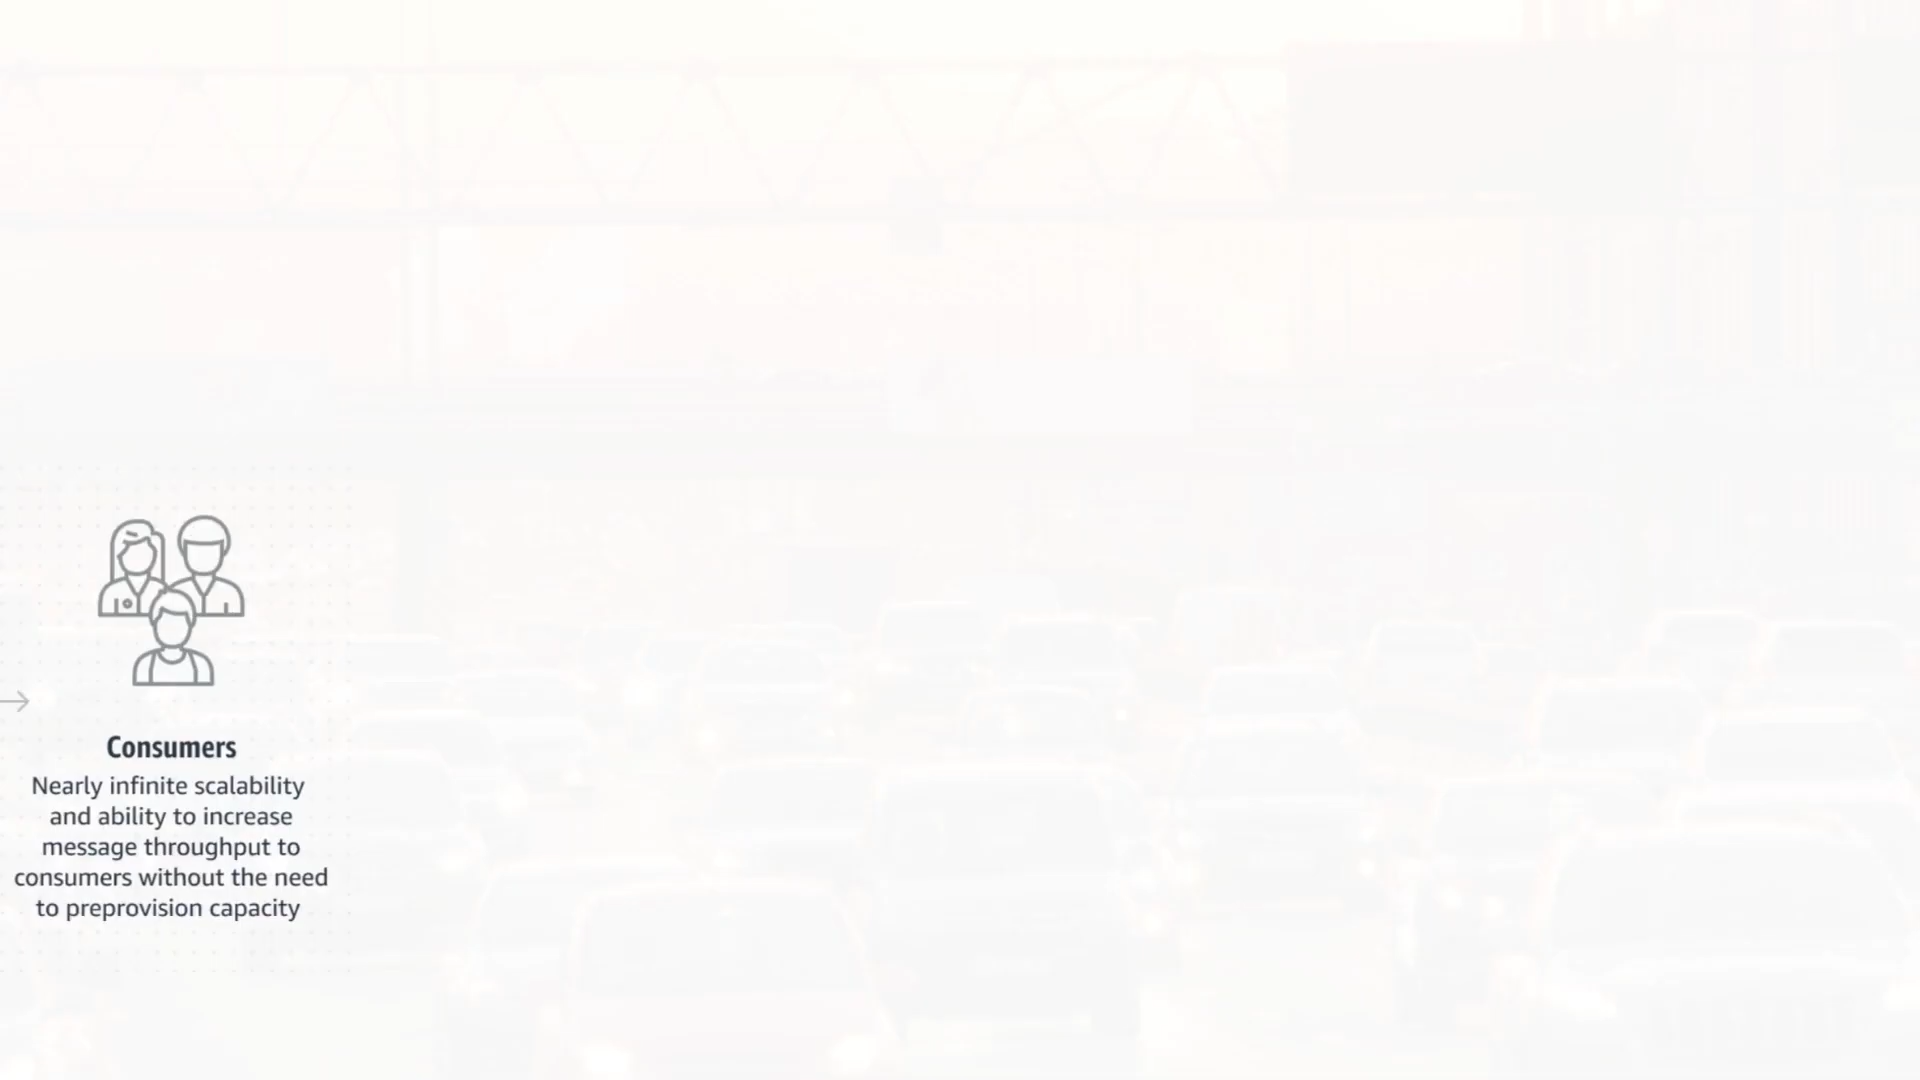 Consumers
Nearly infinite scalability
and ability to increase
message throughput to
consumers without the need
to preprovision capacity